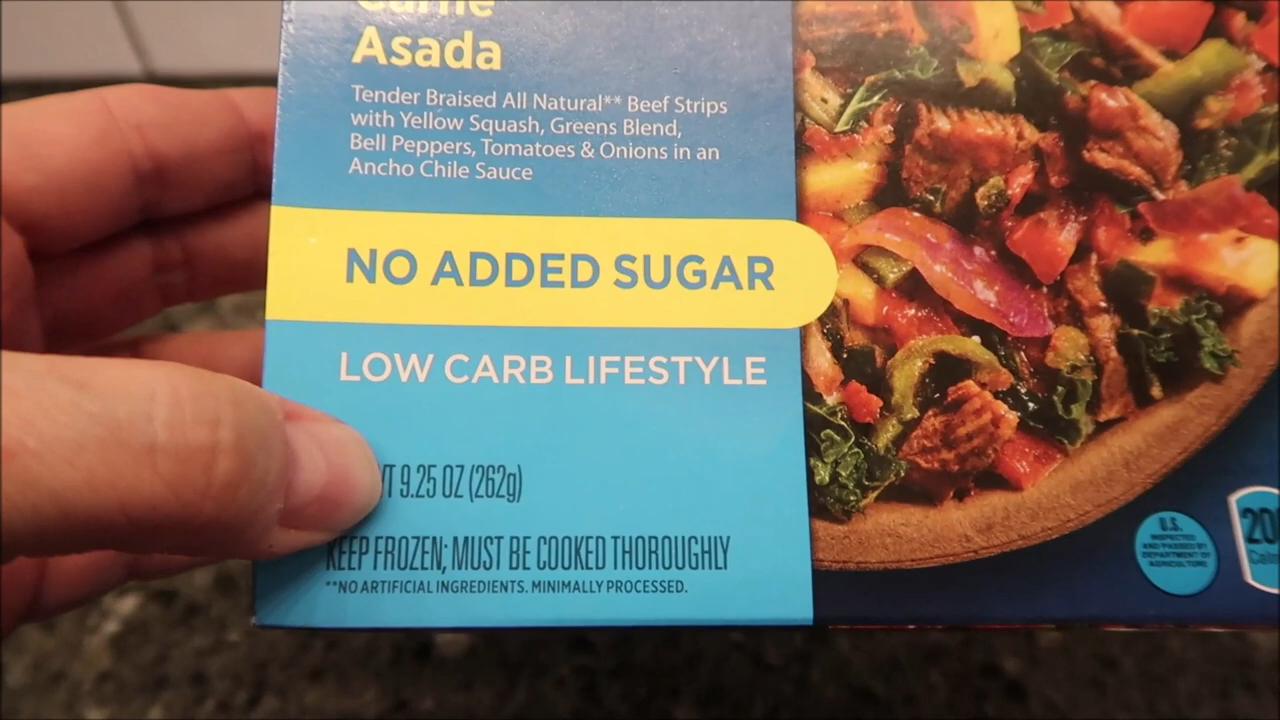 Carne
Asada
Tender Braised All Natural** Beef Strips
with Yellow Squash, Greens Blend,
Bell Peppers, Tomatoes & Onions in an
Ancho Chile Sauce
NO ADDED SUGAR
LOW CARB LIFESTYLE
9.25 OZ (262g)
KEEP FROZEN; MUST BE COOKED THOROUGHLY
**NO ARTIFICIAL INGREDIENTS. MINIMALLY PROCESSED.
U.S.
INSPECTED
AND PASSED BY
DEPARTMENT OF
AGRICULTURE